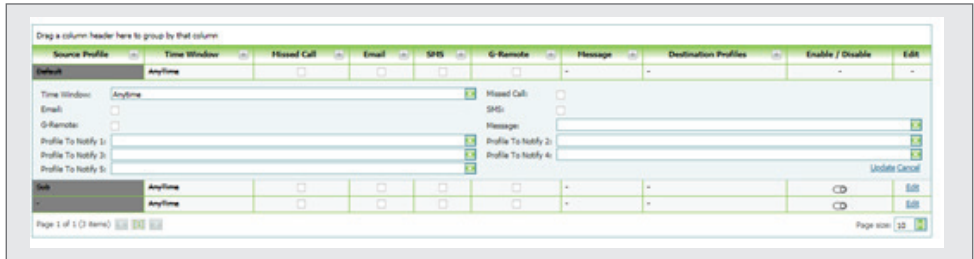 Drag a column header here to group by that column
Source Profile Time Window Missed Call Email SMS G-Remote Message Destination Profiles Enable / Disable Edit
Default AnyTime - - - -
Time Window: Anytime Missed Call:
Email: SMS:
G-Remote: Message:
Profile To Notify 1: Profile To Notify 2:
Profile To Notify 3: Profile To Notify 4:
Profile To Notify 5: Update Cancel
AnyTime - - Edit
- AnyTime - - Edit
Page 1 of 1 (3 items) Page size: 10